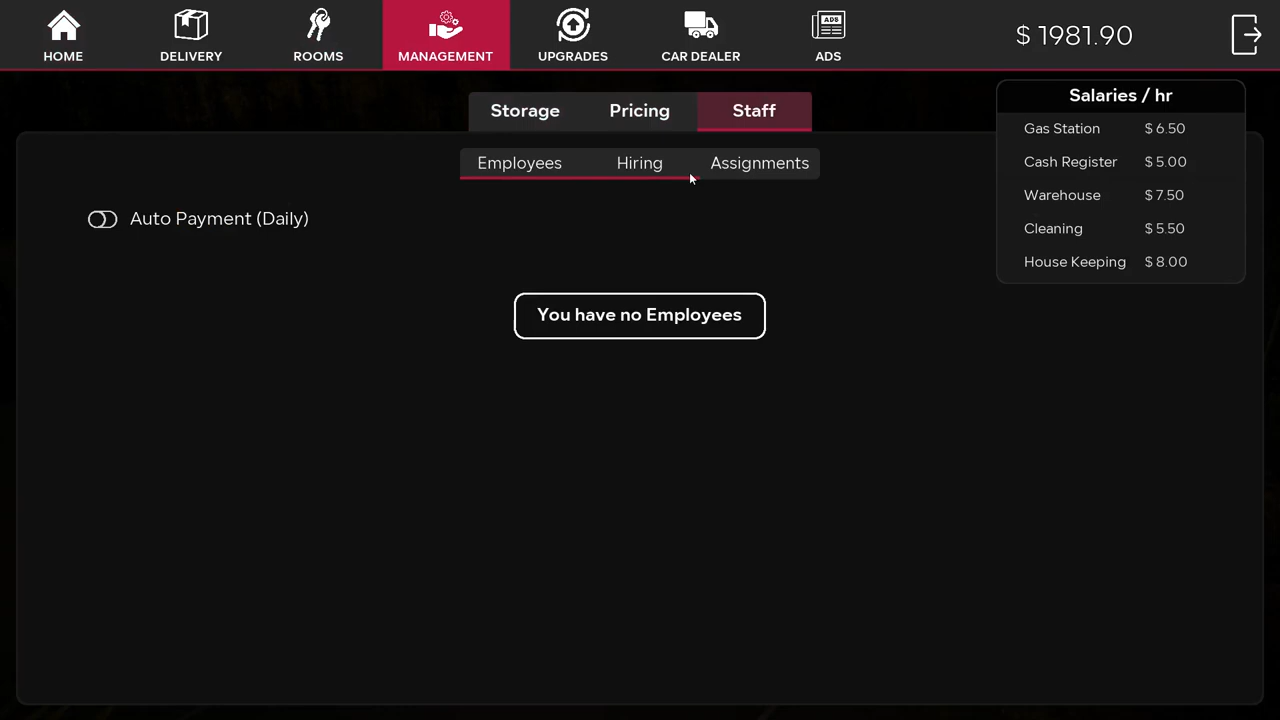 HOME DELIVERY ROOMS MANAGEMENT UPGRADES CAR DEALER ADS $ 1981.90
ADS
Storage Pricing Staff
Employees Hiring Assignments
Auto Payment (Daily)
You have no Employees
Salaries / hr
Gas Station $ 6.50
Cash Register $ 5.00
Warehouse $ 7.50
Cleaning $ 5.50
House Keeping $ 8.00